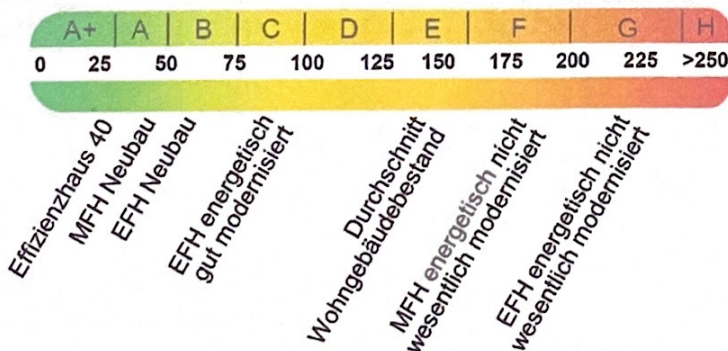 A+ A B C D E F G H
0 25 50 75 100 125 150 175 200 225 >250
Effizienzhaus 40
MFH Neubau
EFH Neubau
EFH energetisch
gut modernisiert
Durchschnitt
Wohngebäudebestand
MFH energetisch nicht
wesentlich modernisiert
EFH energetisch nicht
wesentlich modernisiert